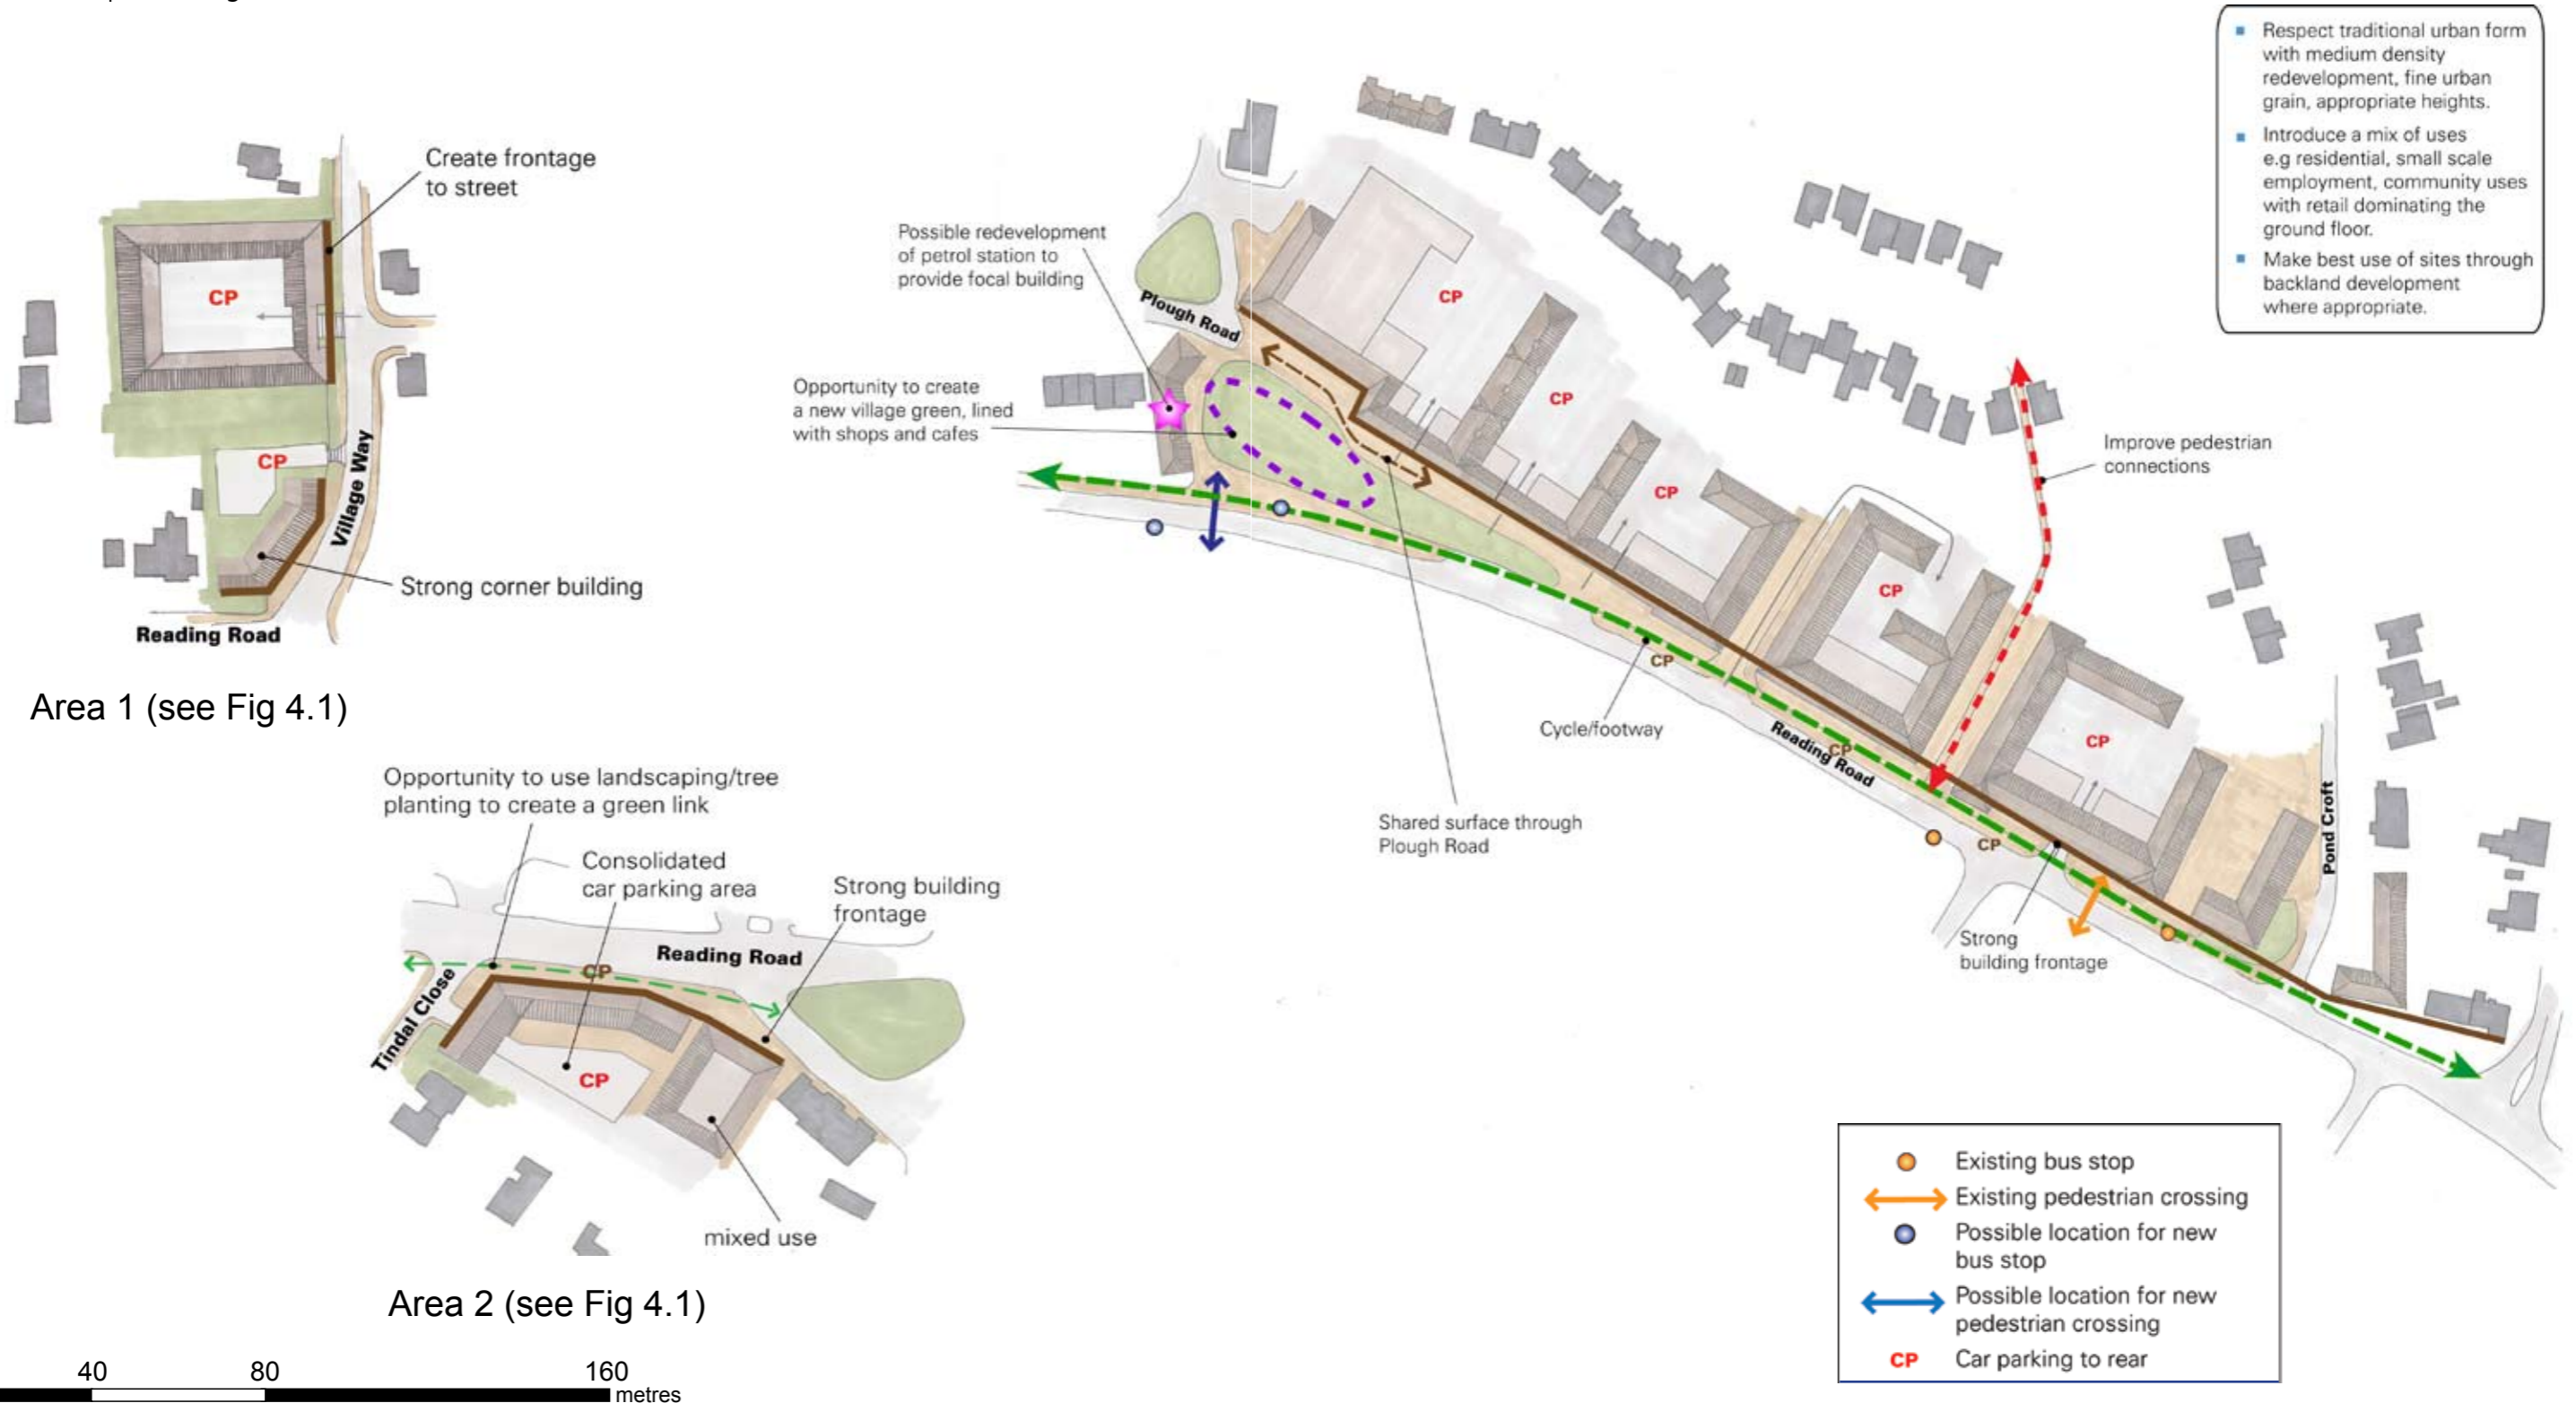 Create frontage
to street
CP
CP
Village Way
Strong corner building
Reading Road
Area 1 (see Fig 4.1)
Opportunity to use landscaping/tree
planting to create a green link
Consolidated
car parking area
Strong building
frontage
Reading Road
CP
Tindal Close
CP
mixed use
Area 2 (see Fig 4.1)
40 80 160
metres
Possible redevelopment
of petrol station to
provide focal building
Plough Road
Opportunity to create
a new village green, lined
with shops and cafes
CP
CP
CP
CP
CP
Improve pedestrian
connections
CP
Cycle/footway
Reading Road
CP
Shared surface through
Plough Road
CP
Strong
building frontage
Pond Croft
Respect traditional urban form
with medium density
redevelopment, fine urban
grain, appropriate heights.
Introduce a mix of uses
e.g residential, small scale
employment, community uses
with retail dominating the
ground floor.
Make best use of sites through
backland development
where appropriate.
Existing bus stop
Existing pedestrian crossing
Possible location for new
bus stop
Possible location for new
pedestrian crossing
CP Car parking to rear